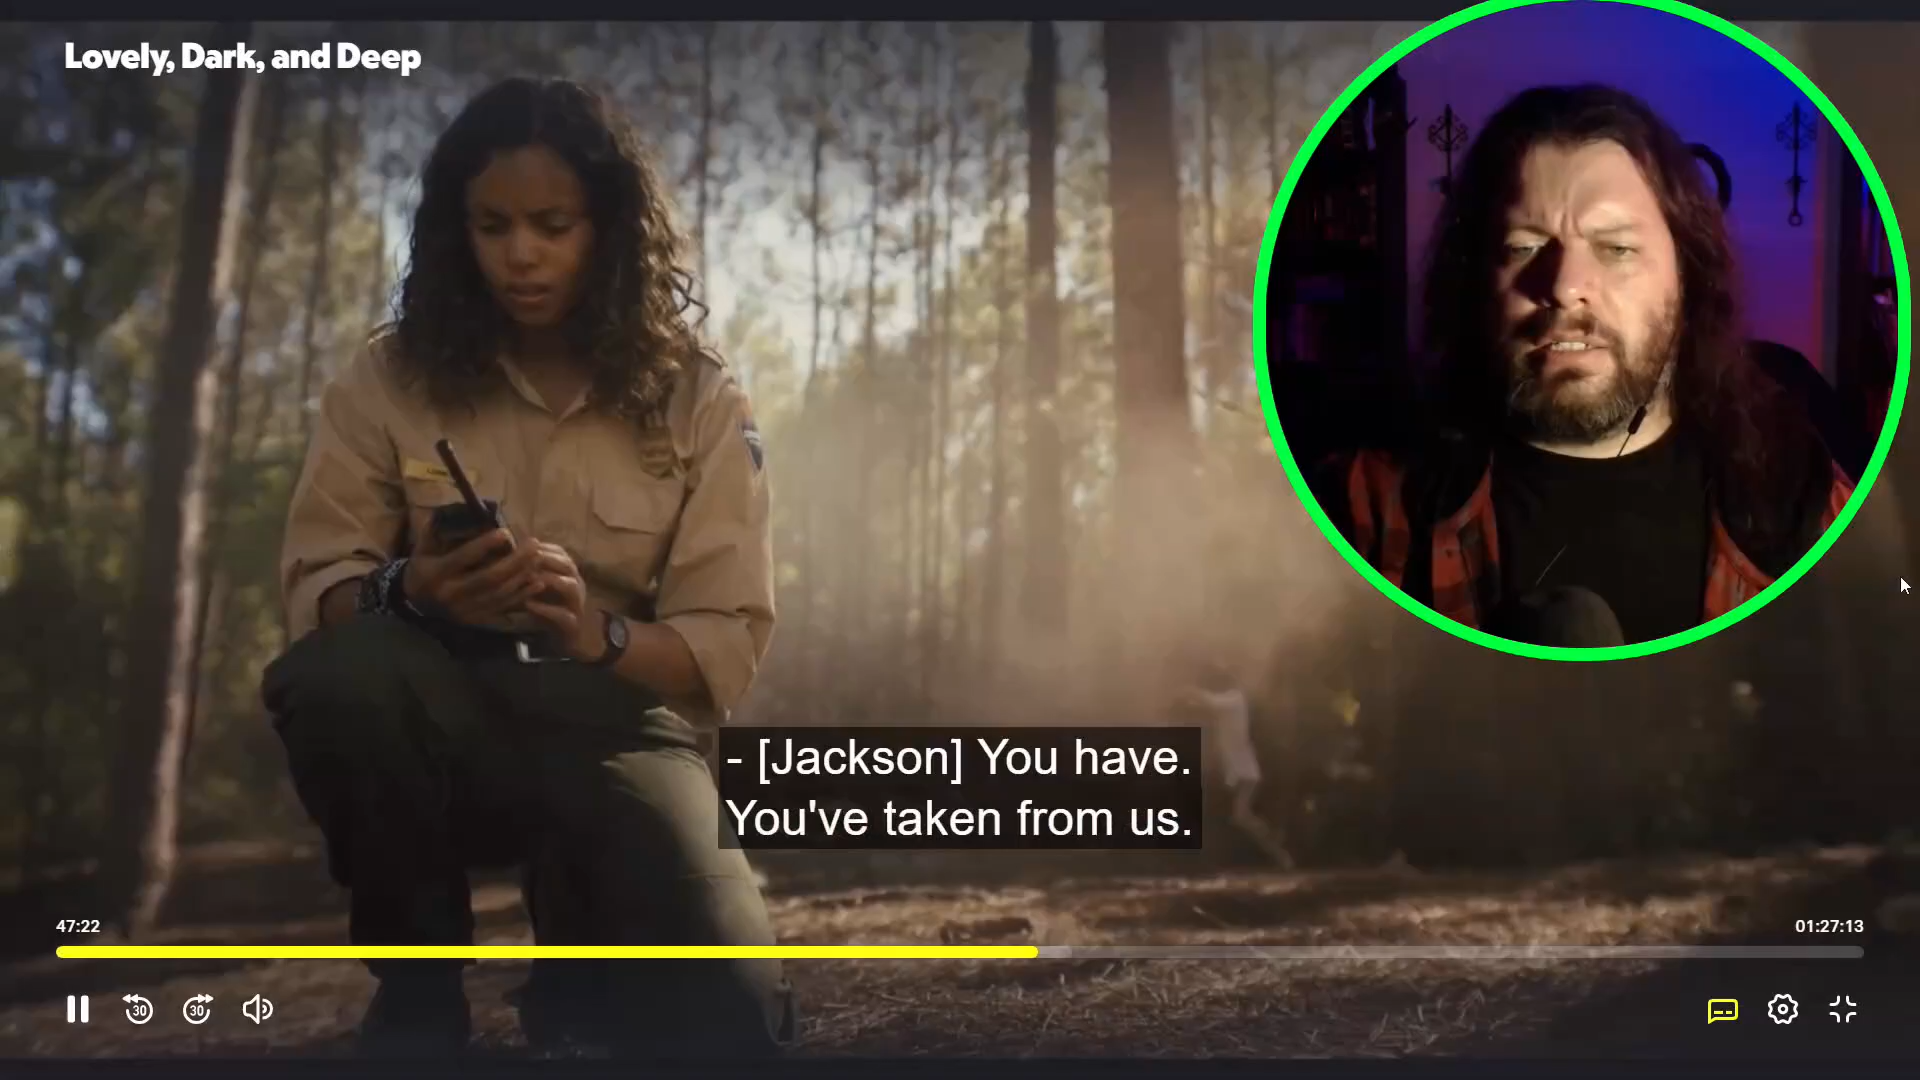 Lovely, Dark, and Deep
- [Jackson] You have.
You've taken from us.
47:22
01:27:13
30
30